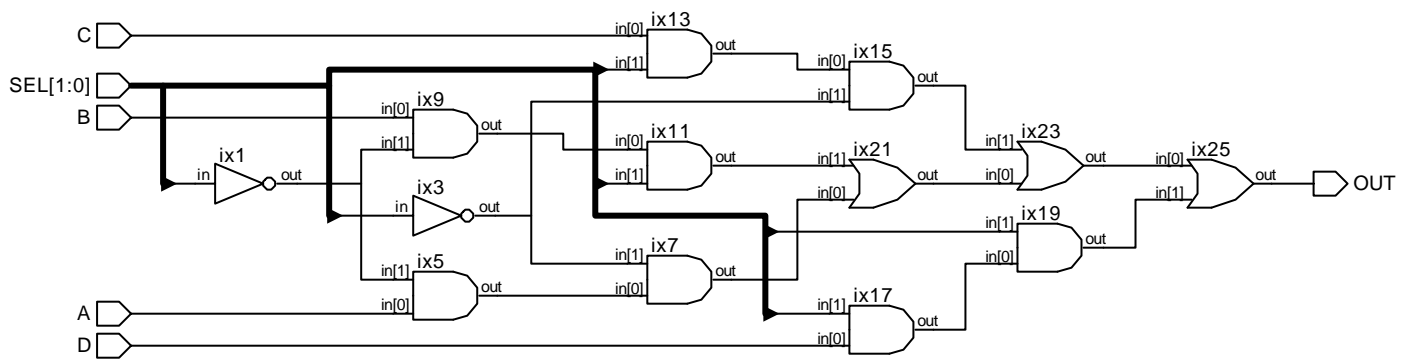 ix13
C in[0] out ix15
in[1] in[0]
SEL[1:0] ix9 out
B in[0] in[1] ix23
out ix11 in[1]
ix1 in[1] in[0] out ix21 out ix25
in out ix3 in[1] in[1] out in[0] in[0] out OUT
in out in[0] in[1]
ix7 ix19
in[1] in[1] out
ix5 out in[0]
in[1] out in[0] ix17
A in[0] in[1] out
D in[0]